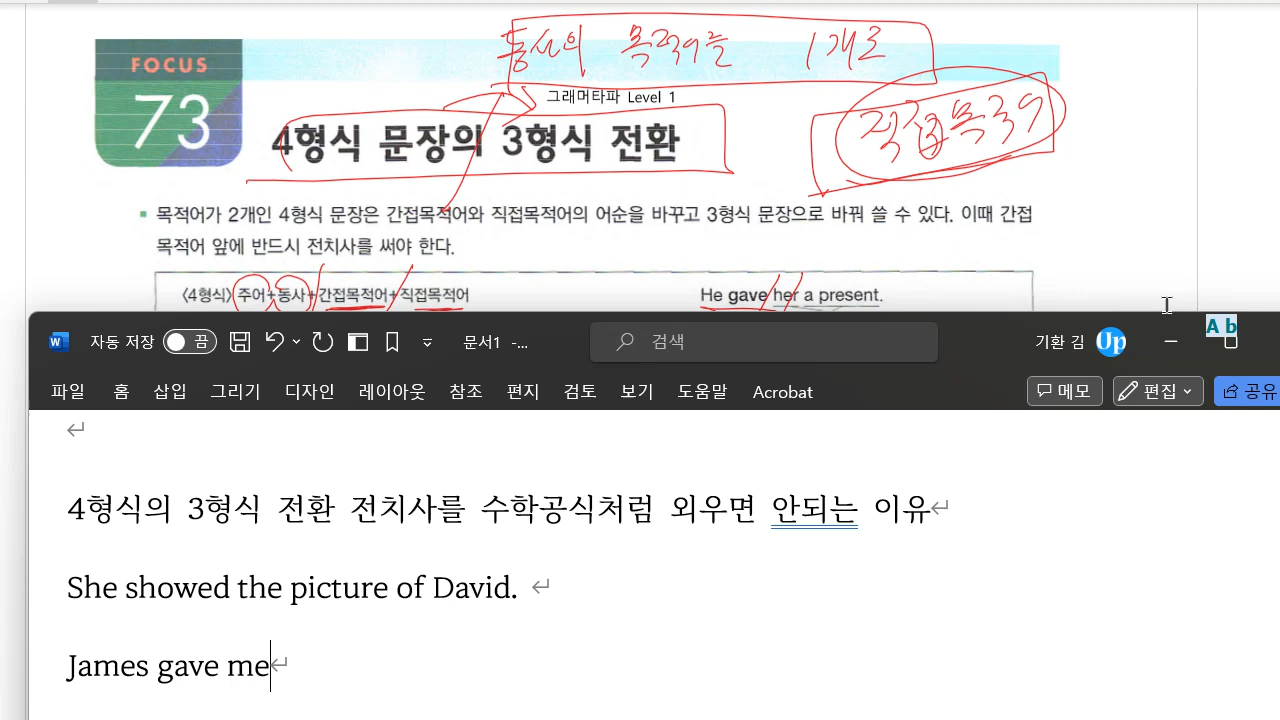 동사의 목적어를 1개로
FOCUS
73
그래머타파 Level 1
직접목적어
4형식 문장의 3형식 전환
목적어가 2개인 4형식 문장은 간접목적어와 직접목적어의 어순을 바꾸고 3형식 문장으로 바꿔 쓸 수 있다. 이때 간접
목적어 앞에 반드시 전치사를 써야 한다.
〈4형식〉 주어+동사+간접목적어+직접목적어 He gave her a present.
자동 저장 끔 문서1 -... 검색 기환 김 Up A b
파일 홈 삽입 그리기 디자인 레이아웃 참조 편지 검토 보기 도움말 Acrobat 메모 편집 공유
4형식의 3형식 전환 전치사를 수학공식처럼 외우면 안되는 이유
She showed the picture of David.
James gave me